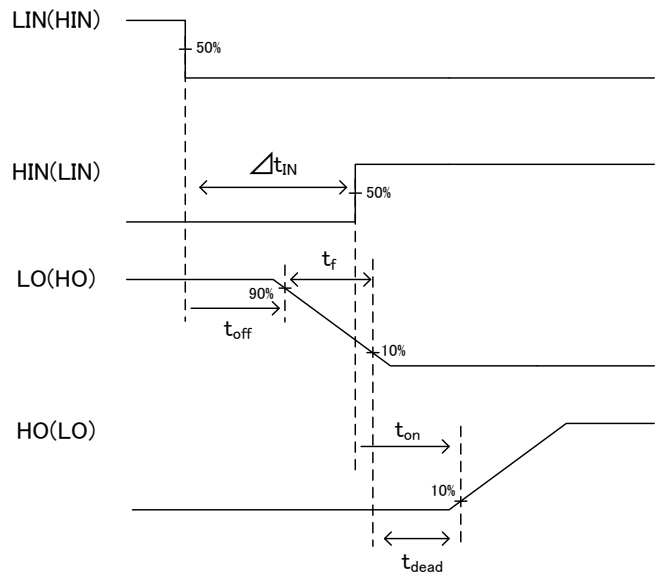 LIN(HIN)
50%
⊿tIN
HIN(LIN)
50%
LO(HO)
tf
90%
toff
10%
HO(LO)
ton
10%
tdead